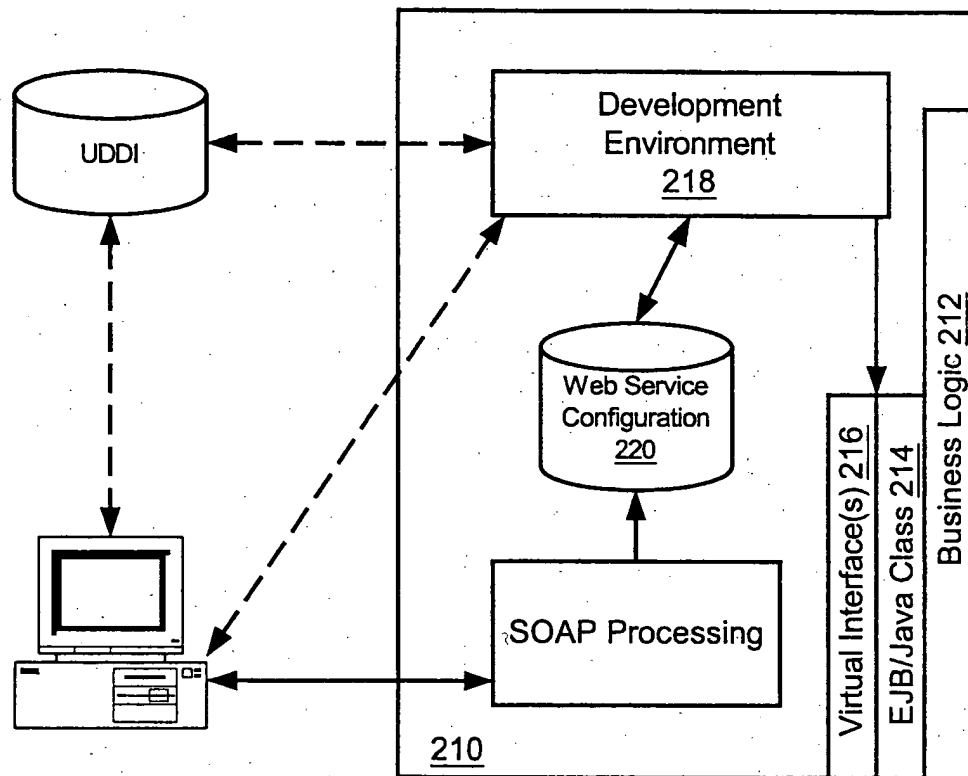 UDDI
Development
Environment
218
Web Service
Configuration
220
SOAP Processing
210
Virtual Interface(s) 216
EJB/Java Class 214
Business Logic 212